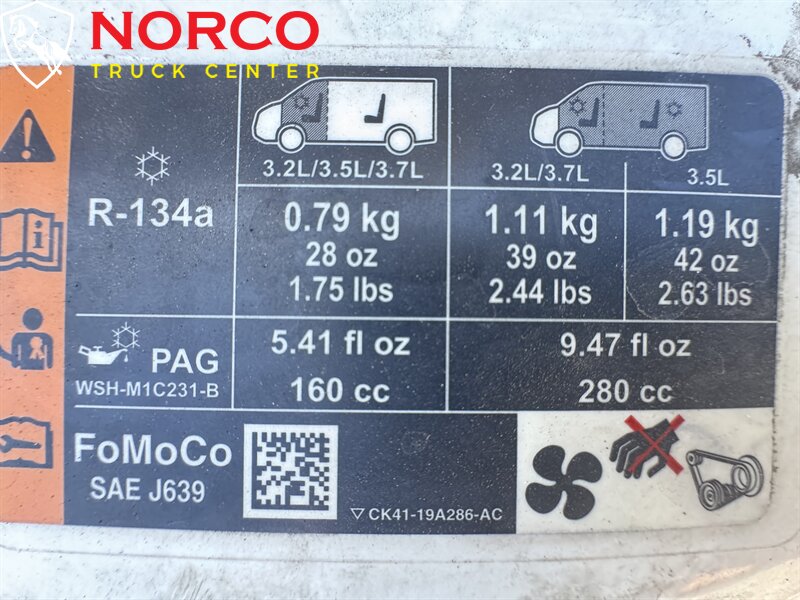 NORCO
TRUCK CENTER
3.2L/3.5L/3.7L
3.2L/3.7L
3.5L
R-134a
0.79 kg
28 oz
1.75 lbs
1.11 kg
39 oz
2.44 lbs
1.19 kg
42 oz
2.63 lbs
PAG
WSH-M1C231-B
5.41 fl oz
160 cc
9.47 fl oz
280 cc
FoMoCo
SAE J639
CK41-19A286-AC